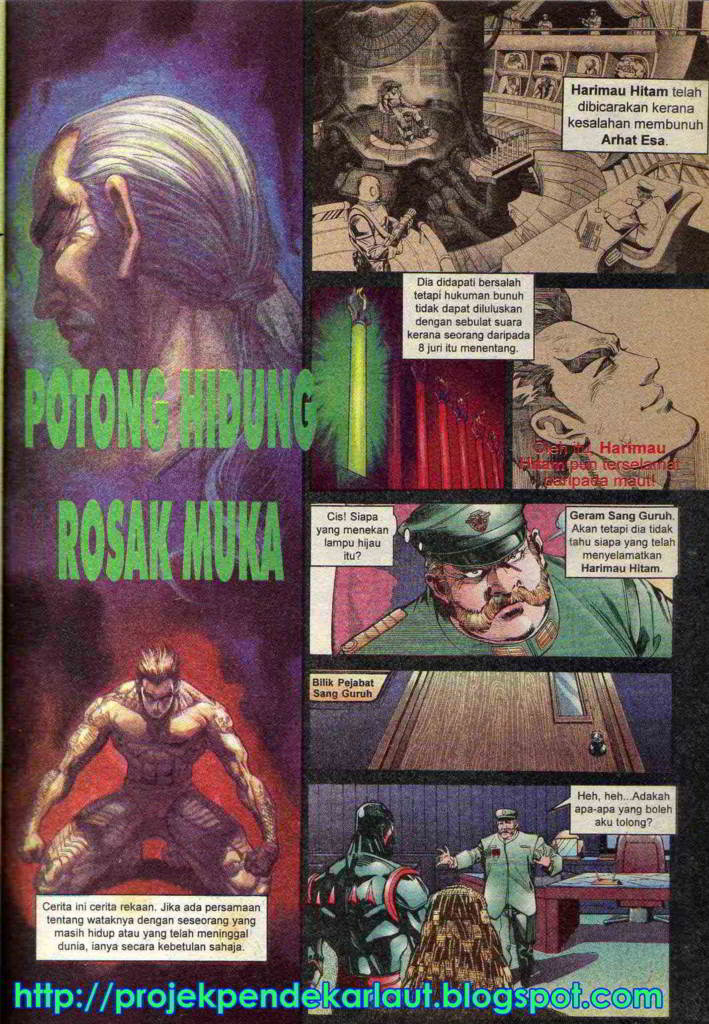 POTONG HIDUNG
ROSAK MUKA
Cerita ini cerita rekaan. Jika ada persamaan
tentang wataknya dengan seseorang yang
masih hidup atau yang telah meninggal
dunia, ianya secara kebetulan sahaja.
Harimau Hitam telah
dibicarakan kerana
kesalahan membunuh
Arhat Esa.
Dia didapati bersalah
tetapi hukuman bunuh
tidak dapat diluluskan
dengan sebulat suara
kerana seorang daripada
8 juri itu menentang.
Oleh itu, Harimau
Hitam pun terselamat
daripada maut!
Cis! Siapa
yang menekan
lampu hijau
itu?
Geram Sang Guruh.
Akan tetapi dia tidak
tahu siapa yang telah
menyelamatkan
Harimau Hitam.
Bilik Pejabat
Sang Guruh
Heh, heh...Adakah
apa-apa yang boleh
aku tolong?
http://projekpendekarlaut.blogspot.com